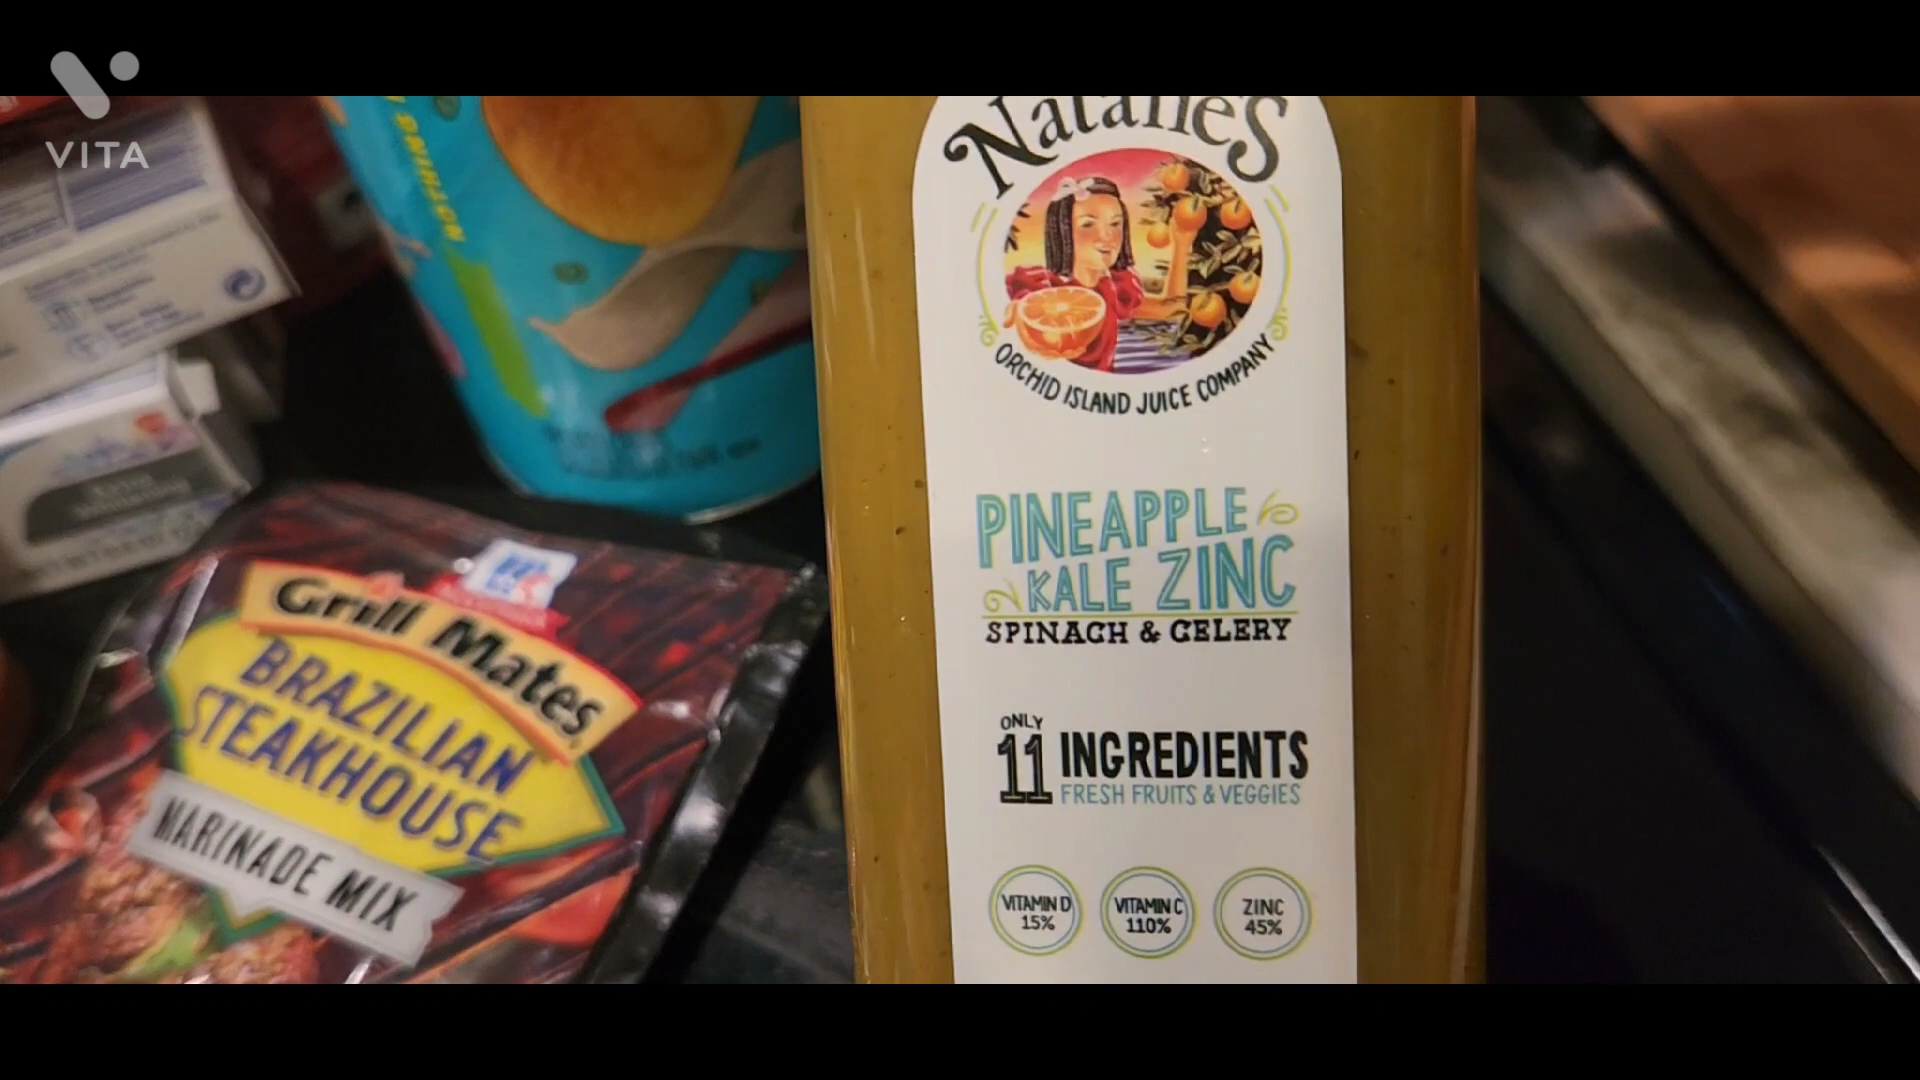 VITA
NOTHING
Natalie's
ORCHID ISLAND JUICE COMPANY
PINEAPPLE
KALE ZINC
SPINACH & CELERY
ONLY
11 INGREDIENTS
FRESH FRUITS & VEGGIES
VITAMIN D
15%
VITAMIN C
110%
ZINC
45%
Grill Mates
BRAZILIAN
STEAKHOUSE
MARINADE MIX